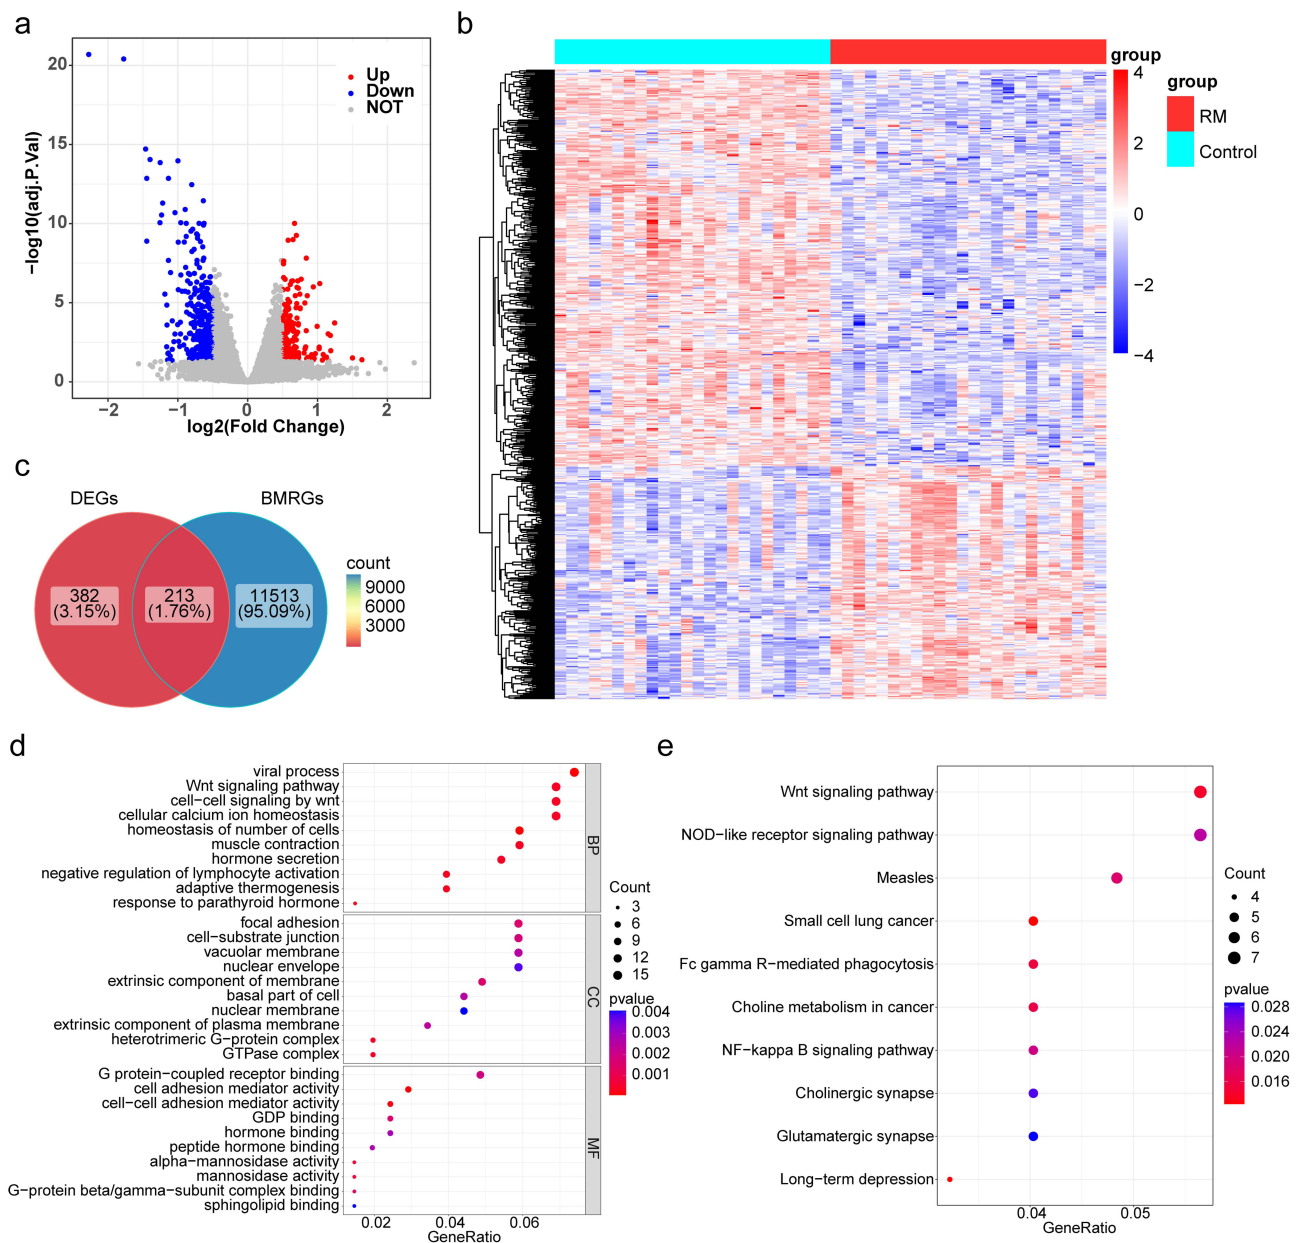 a
20
15
10
5
0
−2
−1
0
1
2
−log10(adj.P.Val)
log2(Fold Change)
Up
Down
NOT
b
group
4
2
0
−2
−4
group
RM
Control
c
DEGs
BMRGs
382
(3.15%)
213
(1.76%)
11513
(95.09%)
count
9000
6000
3000
d
viral process
Wnt signaling pathway
cell−cell signaling by wnt
cellular calcium ion homeostasis
homeostasis of number of cells
muscle contraction
hormone secretion
negative regulation of lymphocyte activation
adaptive thermogenesis
response to parathyroid hormone
BP
focal adhesion
cell−substrate junction
vacuolar membrane
nuclear envelope
extrinsic component of membrane
basal part of cell
nuclear membrane
extrinsic component of plasma membrane
heterotrimeric G−protein complex
GTPase complex
CC
G protein−coupled receptor binding
cell adhesion mediator activity
cell−cell adhesion mediator activity
GDP binding
hormone binding
peptide hormone binding
alpha−mannosidase activity
mannosidase activity
G−protein beta/gamma−subunit complex binding
sphingolipid binding
MF
0.02
0.04
0.06
GeneRatio
Count
3
6
9
12
15
pvalue
0.004
0.003
0.002
0.001
e
Wnt signaling pathway
NOD−like receptor signaling pathway
Measles
Small cell lung cancer
Fc gamma R−mediated phagocytosis
Choline metabolism in cancer
NF−kappa B signaling pathway
Cholinergic synapse
Glutamatergic synapse
Long−term depression
0.04
0.05
GeneRatio
Count
4
5
6
7
pvalue
0.028
0.024
0.020
0.016